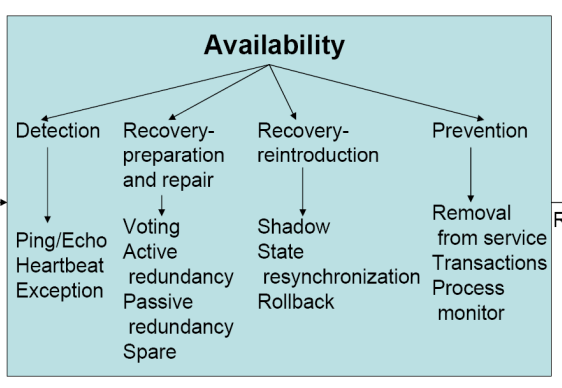 Availability
Detection
Recovery-
preparation
and repair
Recovery-
reintroduction
Prevention
Ping/Echo
Heartbeat
Exception
Voting
Active
redundancy
Passive
redundancy
Spare
Shadow
State
resynchronization
Rollback
Removal
from service
Transactions
Process
monitor
R